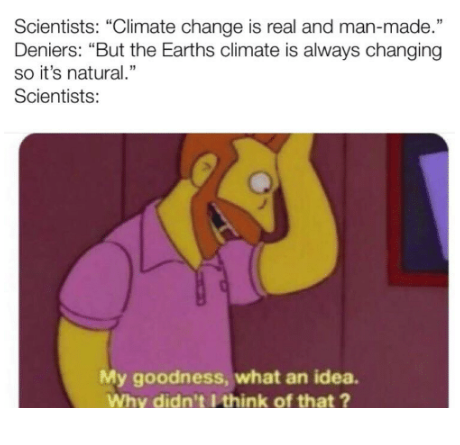 Scientists: “Climate change is real and man-made.”
Deniers: “But the Earths climate is always changing
so it’s natural.”
Scientists:
My goodness, what an idea.
Why didn't I think of that ?